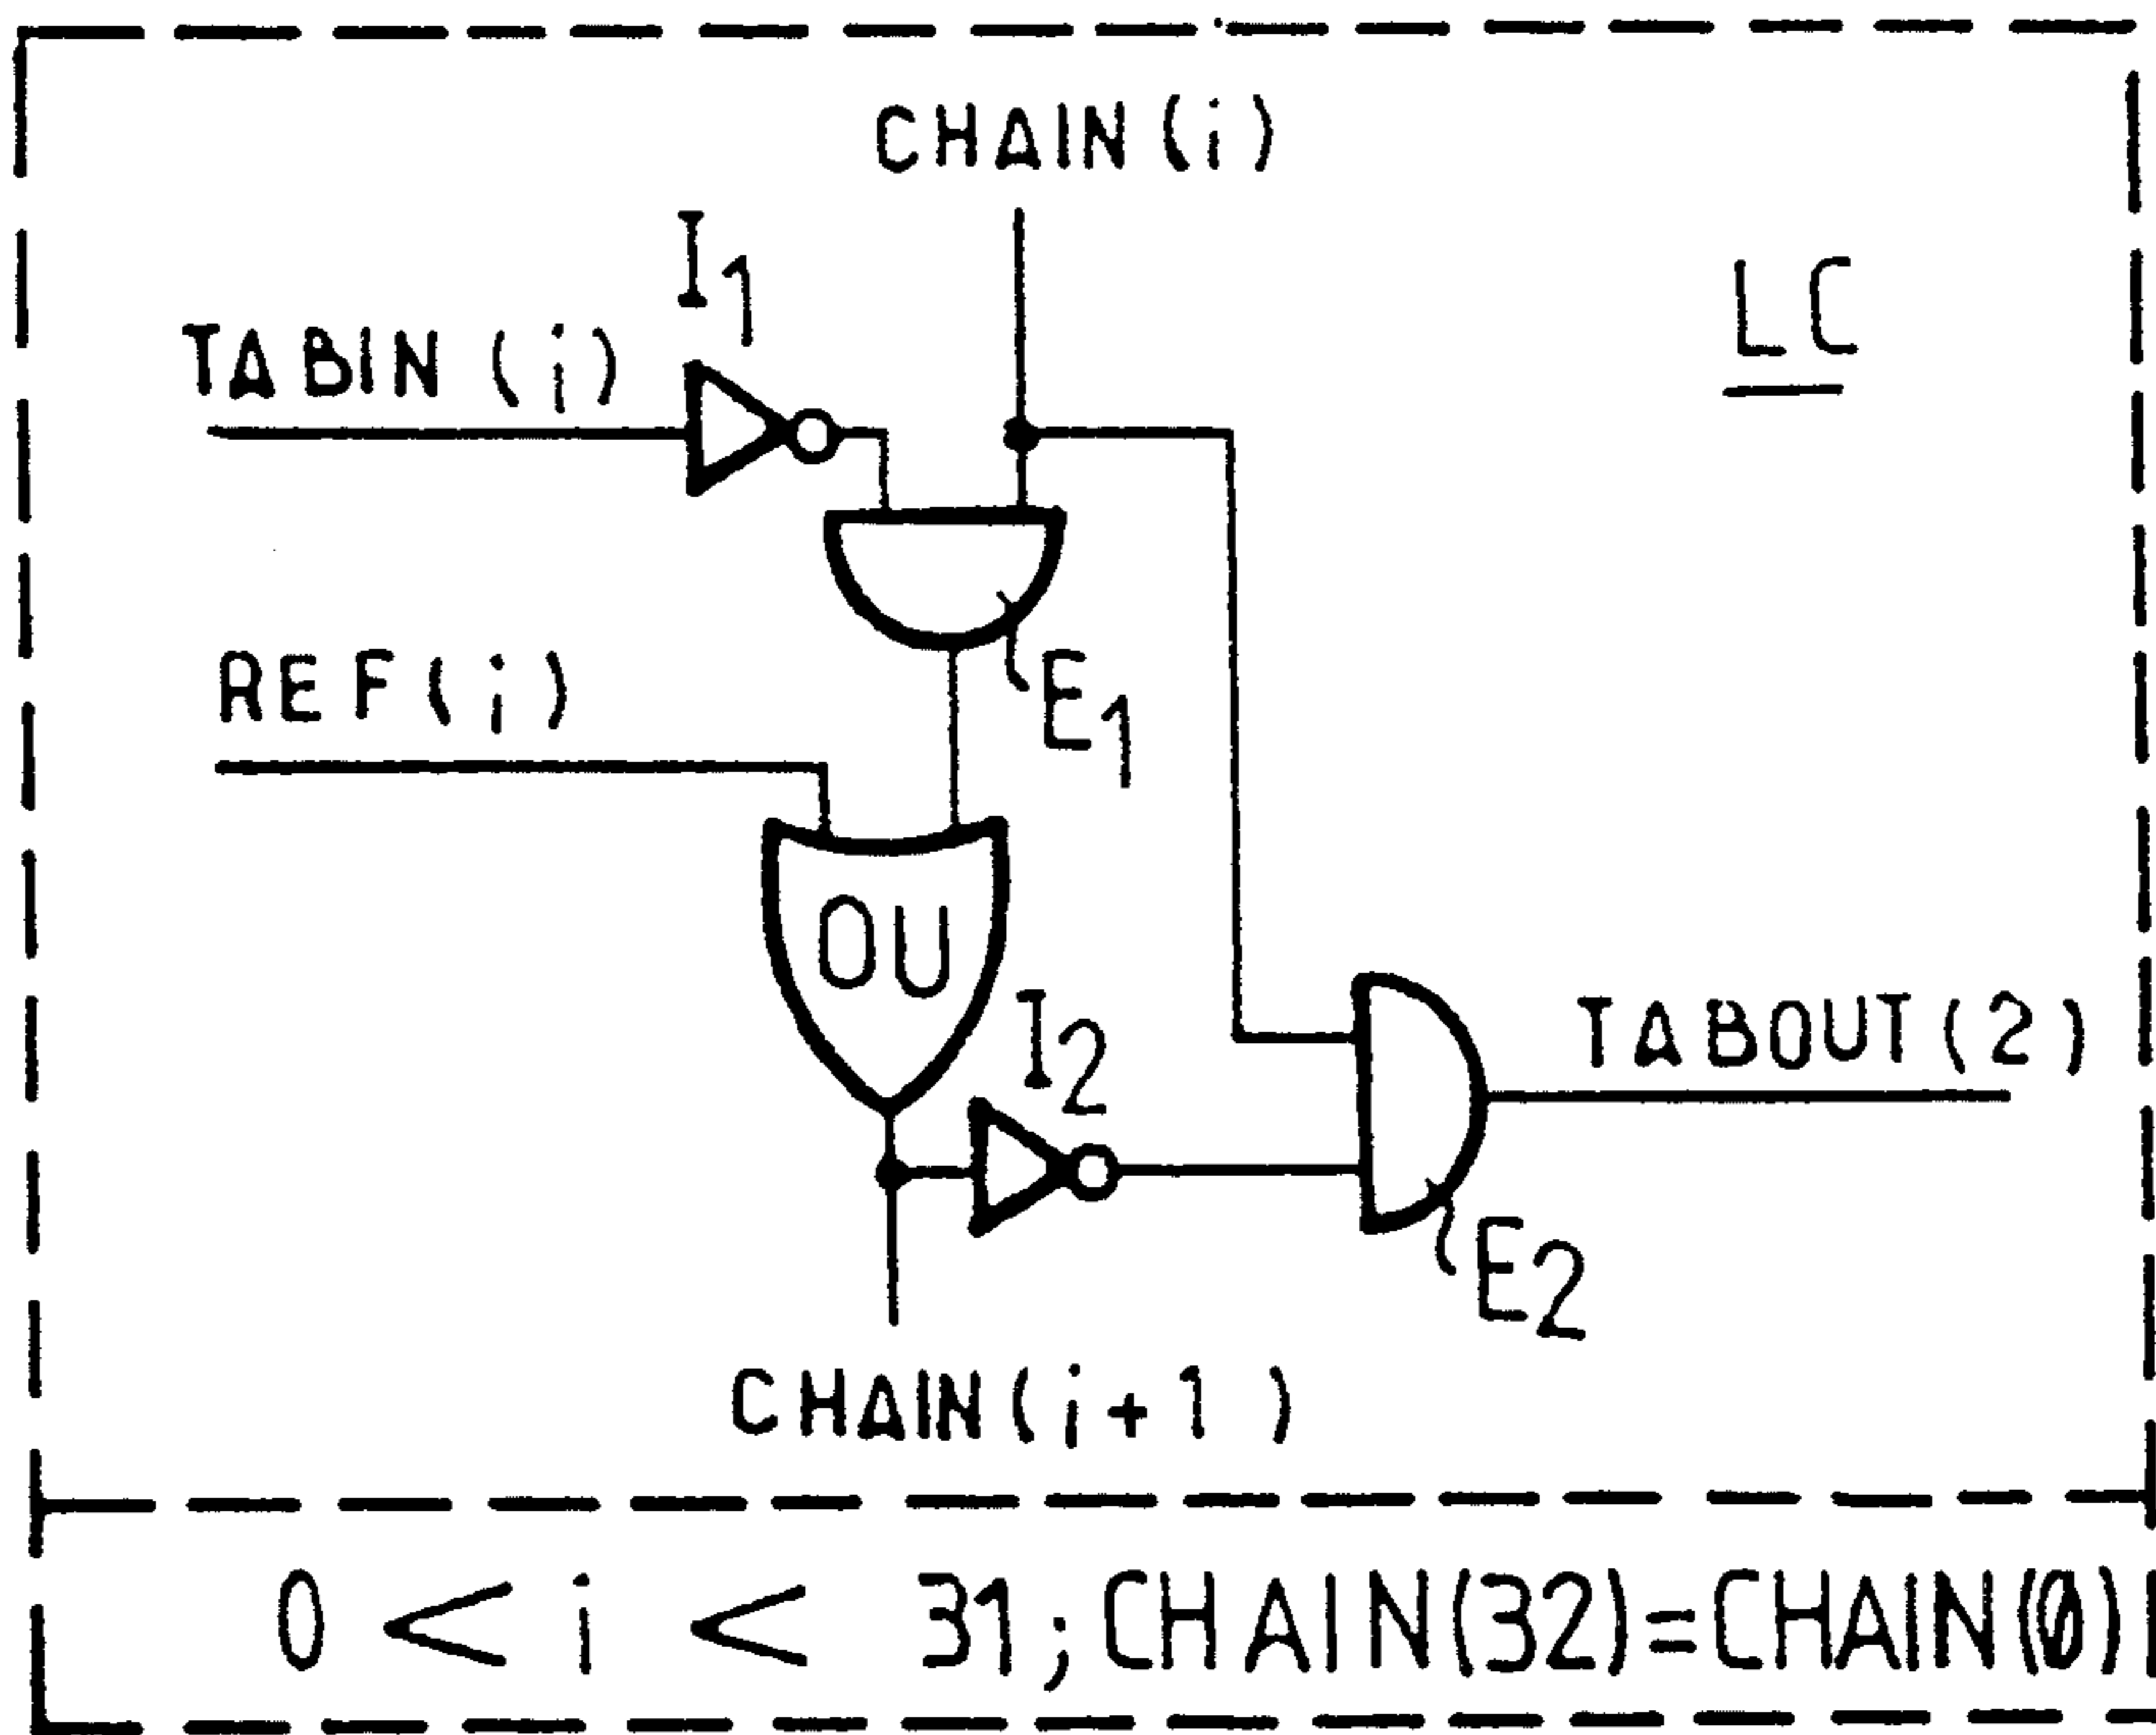 CHAIN(i)
I1
LC
TABIN(i)
REF(i)
E1
OU
I2
TABOUT(2)
E2
CHAIN(i+1)
0 < i < 31; CHAIN(32)=CHAIN(0)